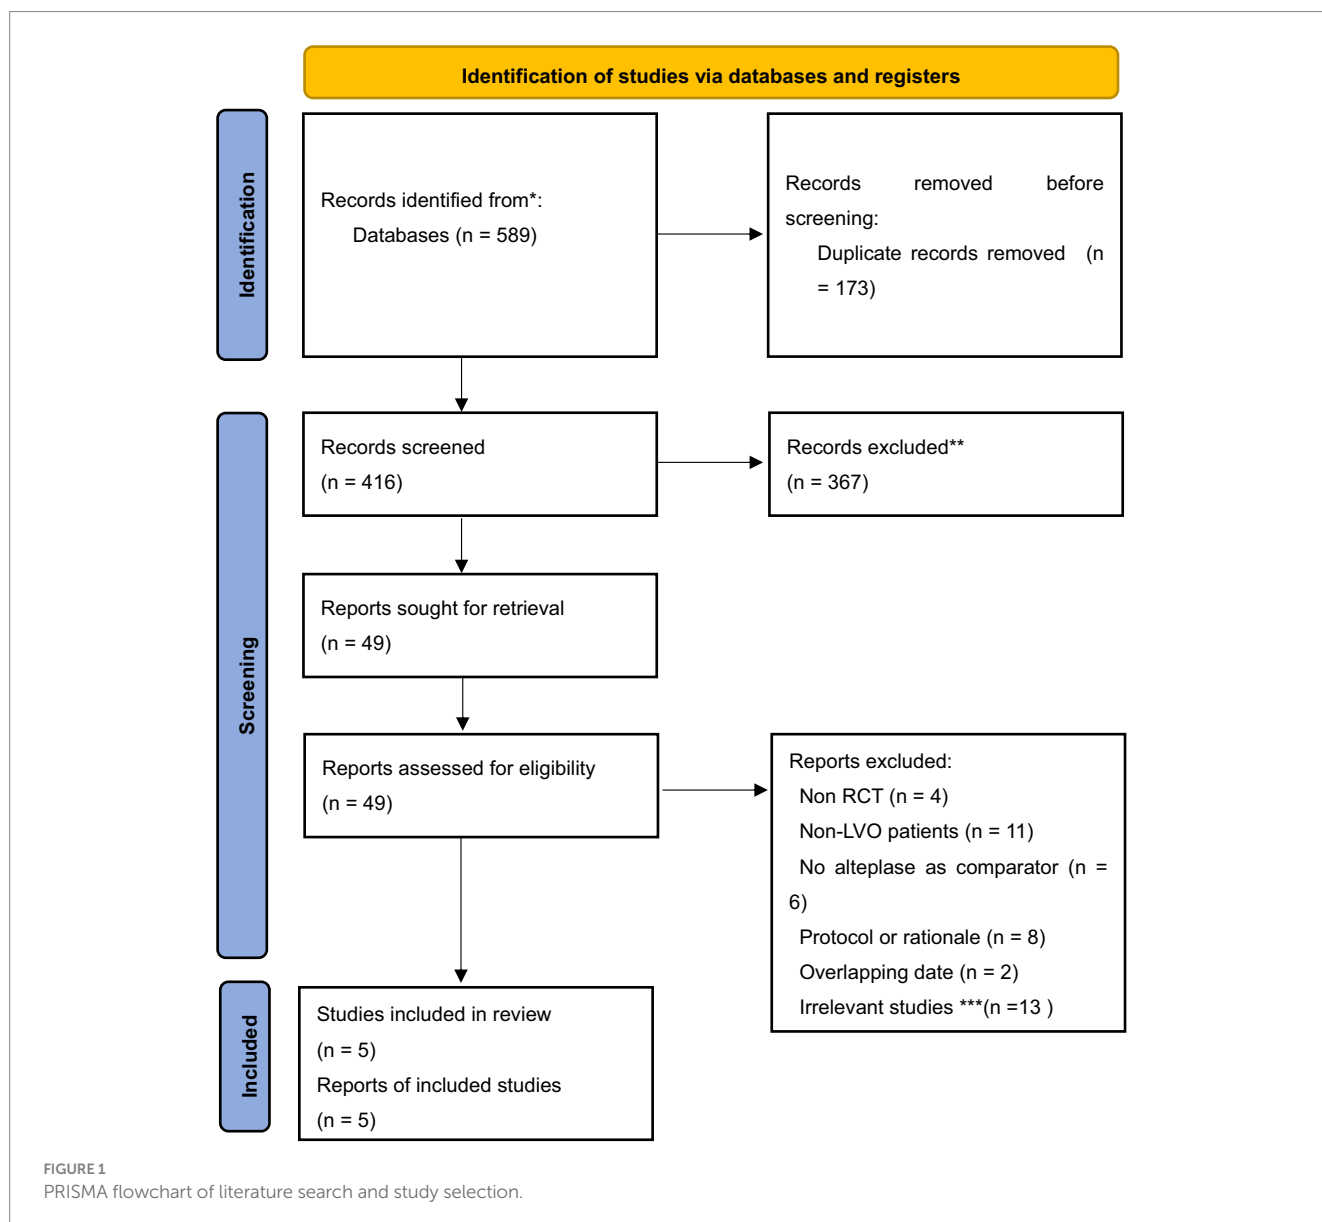 Identification of studies via databases and registers
Identification
Records identified from*:
Databases (n = 589)
Records removed before
screening:
Duplicate records removed (n
= 173)
Screening
Records screened
(n = 416)
Records excluded**
(n = 367)
Reports sought for retrieval
(n = 49)
Reports assessed for eligibility
(n = 49)
Reports excluded:
Non RCT (n = 4)
Non-LVO patients (n = 11)
No alteplase as comparator (n =
6)
Protocol or rationale (n = 8)
Overlapping date (n = 2)
Irrelevant studies ***(n =13 )
Included
Studies included in review
(n = 5)
Reports of included studies
(n = 5)
FIGURE 1
PRISMA flowchart of literature search and study selection.